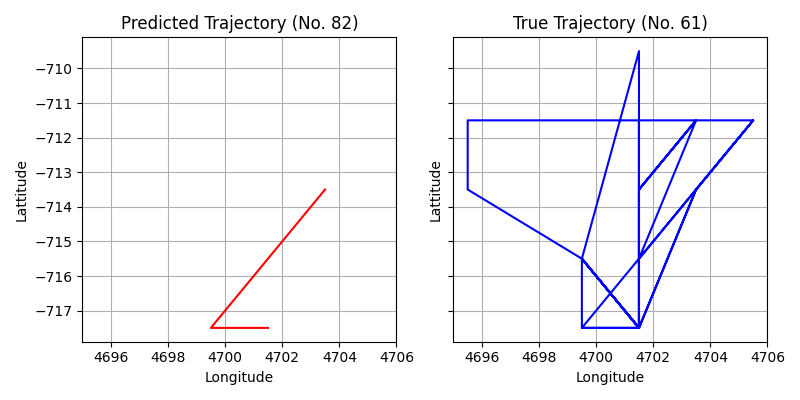 Predicted Trajectory (No. 82)
True Trajectory (No. 61)
Lattitude
−710
−711
−712
−713
−714
−715
−716
−717
4696 4698 4700 4702 4704 4706
Longitude
Lattitude
4696 4698 4700 4702 4704 4706
Longitude